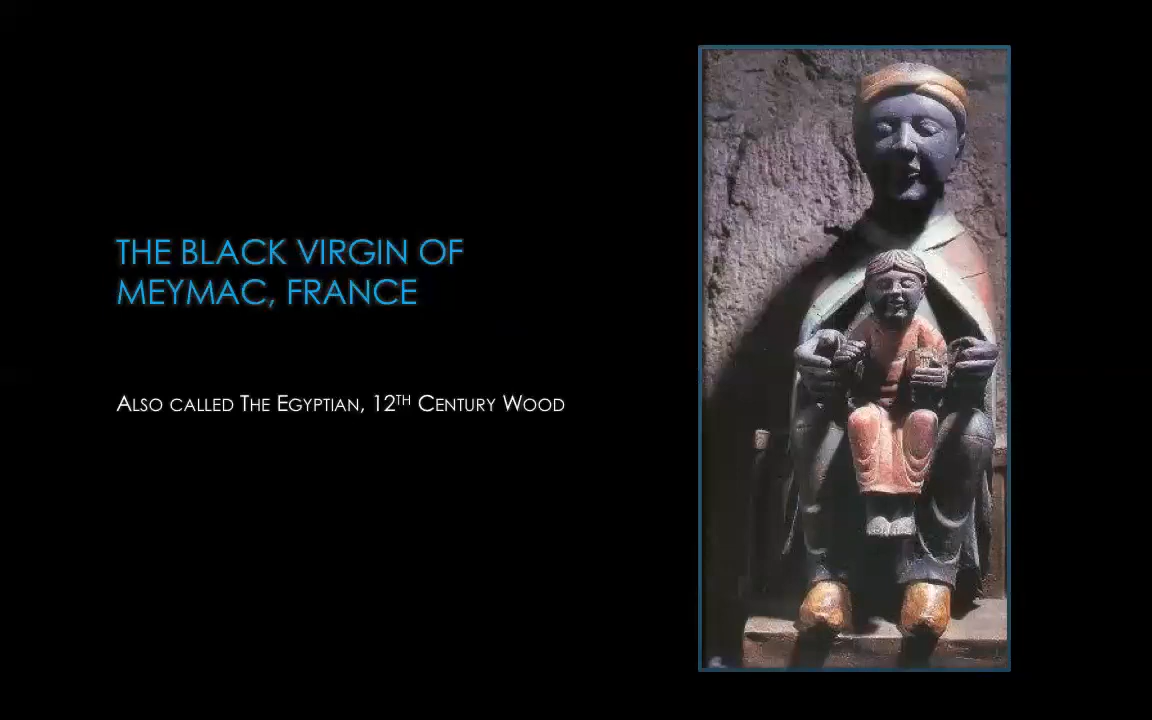 THE BLACK VIRGIN OF
MEYMAC, FRANCE
ALSO CALLED THE EGYPTIAN, 12TH CENTURY WOOD